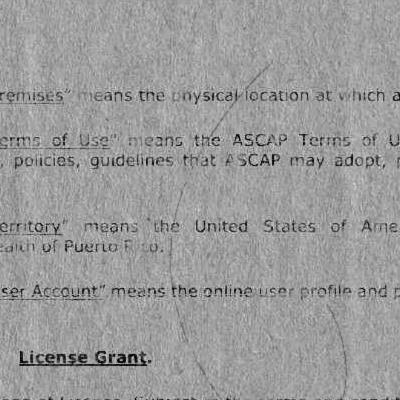 remises" means the physical location at which a
erms of Use" means the ASCAP Terms of U
, policies, guidelines that ASCAP may adopt,
erritory" means the United States of Ame
ealth of Puerto Rico.
ser Account" means the online user profile and p
License Grant.